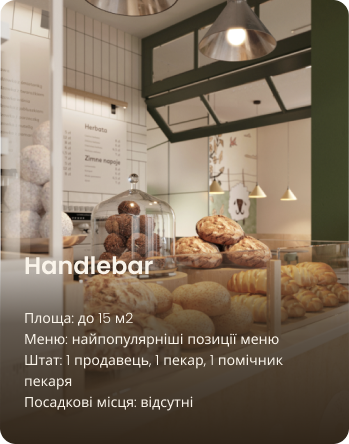 Herbata
Zimne napoje
Handlebar
Площа: до 15 м2
Меню: найпопулярніші позиції меню
Штат: 1 продавець, 1 пекар, 1 помічник
пекаря
Посадкові місця: відсутні